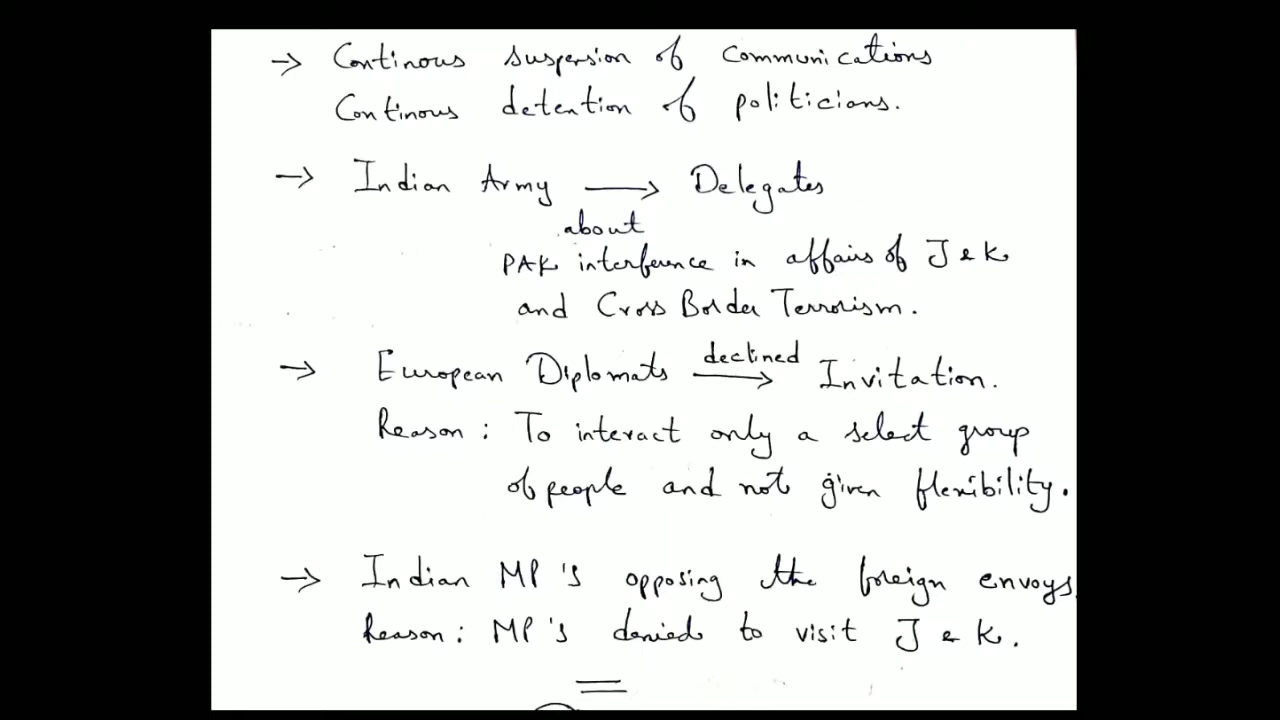 → Continous suspension of communications
Continous detention of politicians.
→ Indian Army → Delegates
about
PAK interference in affairs of J & K
and Cross Border Terrorism.
→ European Diplomats declined → Invitation.
Reason : To interact only a select group
of people and not given flexibility.
→ Indian MP's opposing the foreign envoys.
Reason : MP's denied to visit J & K.